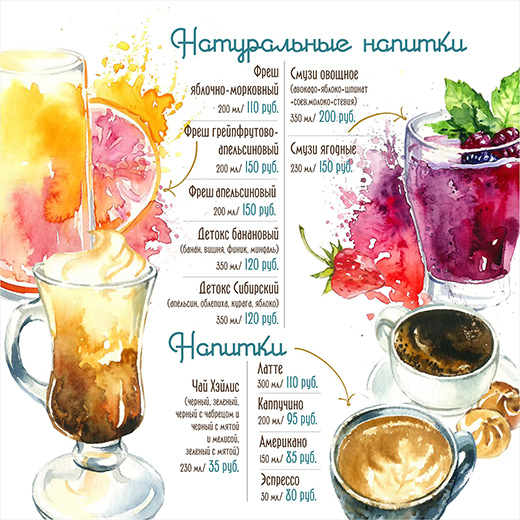 Натуральные напитки
Фреш
яблочно-морковный
200 мл/ 110 руб.
Фреш грейпфрутово-
апельсиновый
200 мл/ 150 руб.
Фреш апельсиновый
200 мл/ 150 руб.
Детокс банановый
(банан, вишня, финик, миндаль)
350 мл/ 120 руб.
Детокс Сибирский
(апельсин, облепиха, курага, яблоко)
350 мл/ 120 руб.
Смузи овощное
(авокадо+яблоко+шпинат
+соев.молоко+стевия)
350 мл/ 200 руб.
Смузи ягодные
230 мл/ 150 руб.
Напитки
Чай Хэйлис
(черный, зеленый,
черный с чабрецом и
черный с мятой
и мелисой,
зеленый с мятой)
230 мл/ 35 руб.
Латте
300 мл/ 110 руб.
Каппучино
200 мл/ 95 руб.
Американо
150 мл/ 85 руб.
Эспрессо
30 мл/ 80 руб.